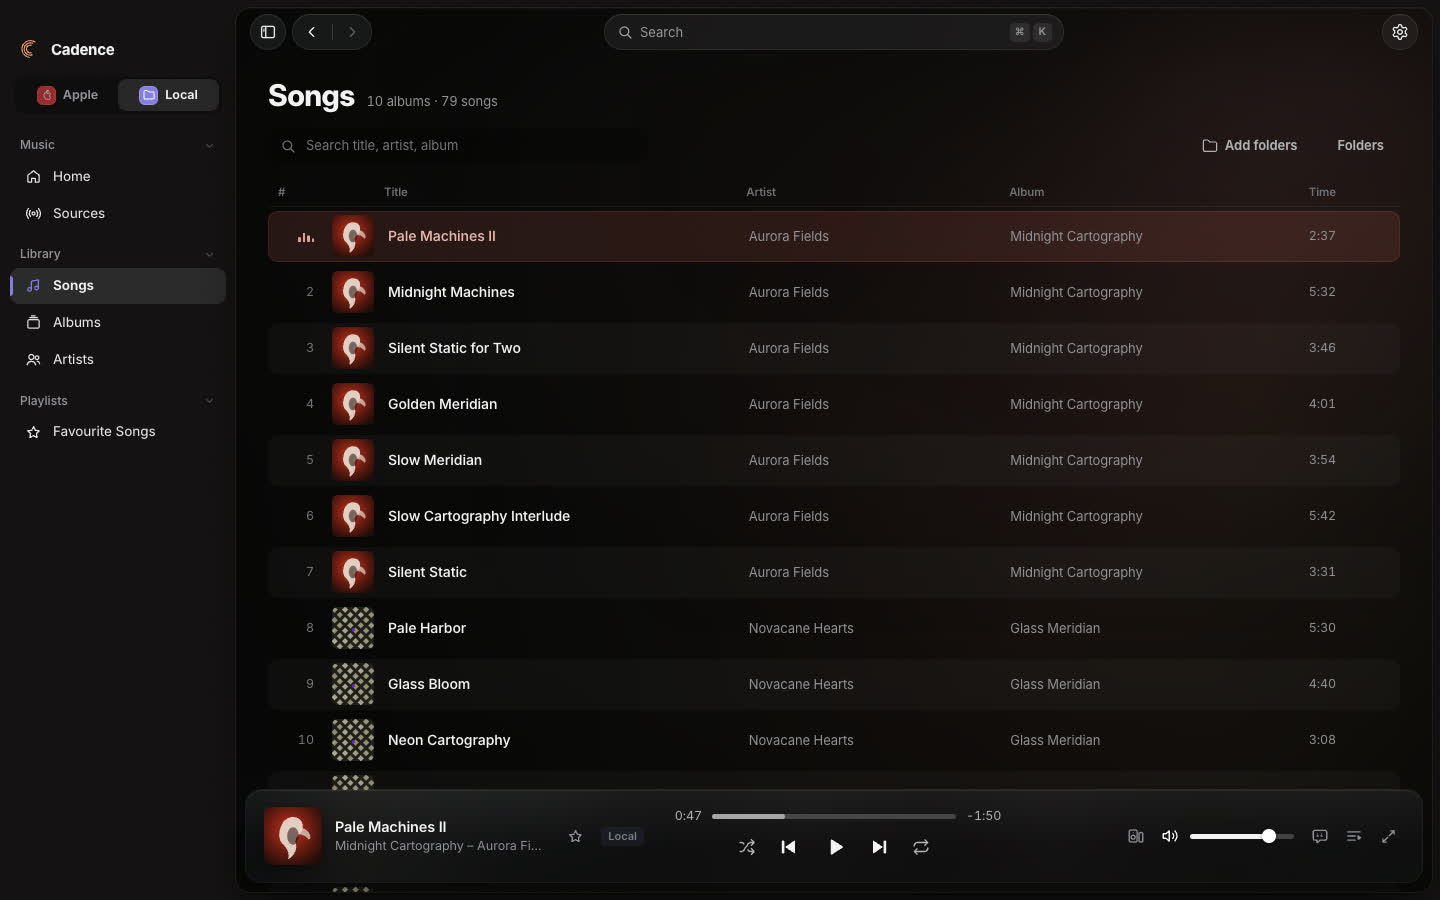 Cadence
Apple
Local
Music
Home
Sources
Library
Songs
Albums
Artists
Playlists
Favourite Songs
Search
⌘ K
Songs
10 albums · 79 songs
Search title, artist, album
Add folders
Folders
# Title Artist Album Time
Pale Machines II Aurora Fields Midnight Cartography 2:37
2 Midnight Machines Aurora Fields Midnight Cartography 5:32
3 Silent Static for Two Aurora Fields Midnight Cartography 3:46
4 Golden Meridian Aurora Fields Midnight Cartography 4:01
5 Slow Meridian Aurora Fields Midnight Cartography 3:54
6 Slow Cartography Interlude Aurora Fields Midnight Cartography 5:42
7 Silent Static Aurora Fields Midnight Cartography 3:31
8 Pale Harbor Novacane Hearts Glass Meridian 5:30
9 Glass Bloom Novacane Hearts Glass Meridian 4:40
10 Neon Cartography Novacane Hearts Glass Meridian 3:08
Pale Machines II
Midnight Cartography – Aurora Fi...
Local
0:47
-1:50